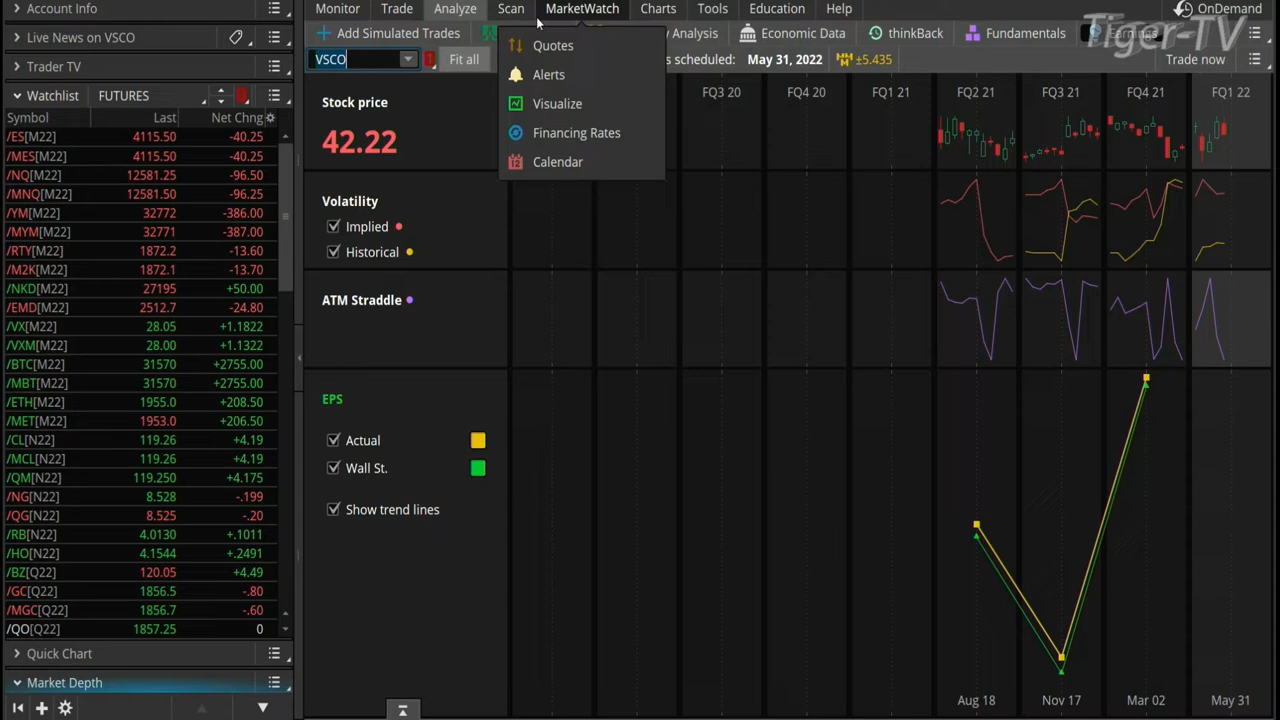 Account Info
Monitor Trade Analyze Scan MarketWatch Charts Tools Education Help OnDemand
Tiger-TV
Live News on VSCO
Add Simulated Trades Analysis Economic Data thinkBack Fundamentals Earnings
Trader TV
VSCO Fit all s scheduled: May 31, 2022 MM ±5.435 Trade now
Quotes
Alerts
Visualize
Financing Rates
Calendar
Watchlist FUTURES
Symbol Last Net Chng
/ES[M22] 4115.50 -40.25
/MES[M22] 4115.50 -40.25
/NQ[M22] 12581.25 -96.50
/MNQ[M22] 12581.50 -96.25
/YM[M22] 32772 -386.00
/MYM[M22] 32771 -387.00
/RTY[M22] 1872.2 -13.60
/M2K[M22] 1872.1 -13.70
/NKD[M22] 27195 +50.00
/EMD[M22] 2512.7 -24.80
/VX[M22] 28.05 +1.1822
/VXM[M22] 28.00 +1.1322
/BTC[M22] 31570 +2755.00
/MBT[M22] 31570 +2755.00
/ETH[M22] 1955.0 +208.50
/MET[M22] 1953.0 +206.50
/CL[N22] 119.26 +4.19
/MCL[N22] 119.26 +4.19
/QM[N22] 119.250 +4.175
/NG[N22] 8.528 -.199
/QG[N22] 8.525 -.20
/RB[N22] 4.0130 +.1011
/HO[N22] 4.1544 +.2491
/BZ[Q22] 120.05 +4.49
/GC[Q22] 1856.5 -.80
/MGC[Q22] 1856.7 -.60
/QO[Q22] 1857.25 0
Quick Chart
Market Depth
FQ3 20 FQ4 20 FQ1 21 FQ2 21 FQ3 21 FQ4 21 FQ1 22
Stock price
42.22
Volatility
Implied
Historical
ATM Straddle
EPS
Actual
Wall St.
Show trend lines
Aug 18 Nov 17 Mar 02 May 31